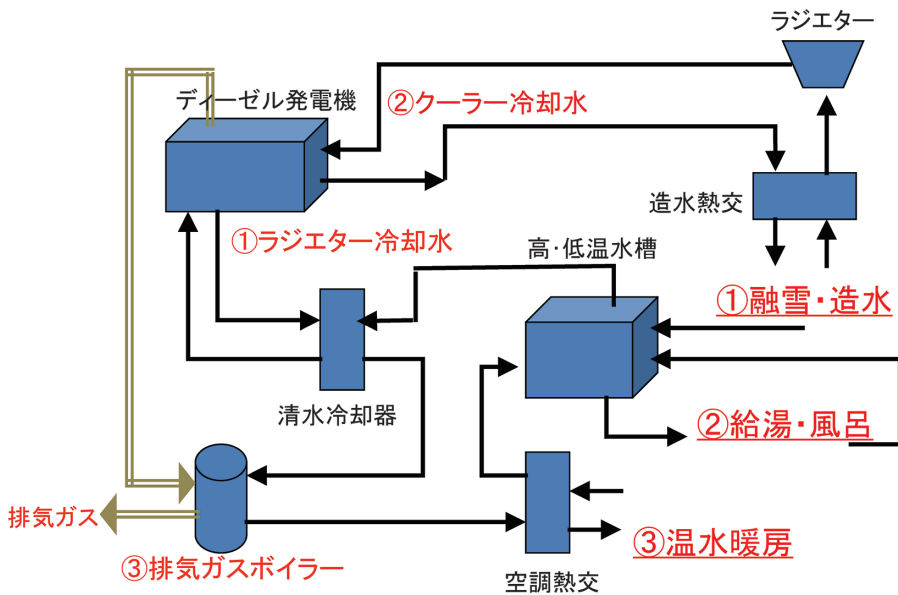 ラジエター
ディーゼル発電機
②クーラー冷却水
造水熱交
①ラジエター冷却水
高・低温水槽
①融雪・造水
清水冷却器
②給湯・風呂
排気ガス
③温水暖房
③排気ガスボイラー
空調熱交